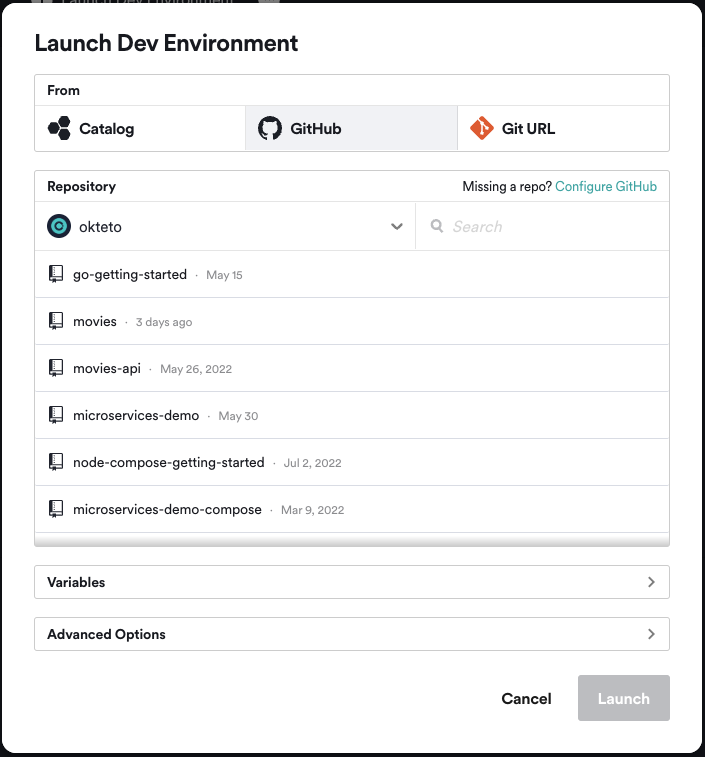 Launch Dev Environment
From
Catalog
GitHub
Git URL
Repository
Missing a repo? Configure GitHub
okteto
Search
go-getting-started · May 15
movies · 3 days ago
movies-api · May 26, 2022
microservices-demo · May 30
node-compose-getting-started · Jul 2, 2022
microservices-demo-compose · Mar 9, 2022
Variables
Advanced Options
Cancel
Launch